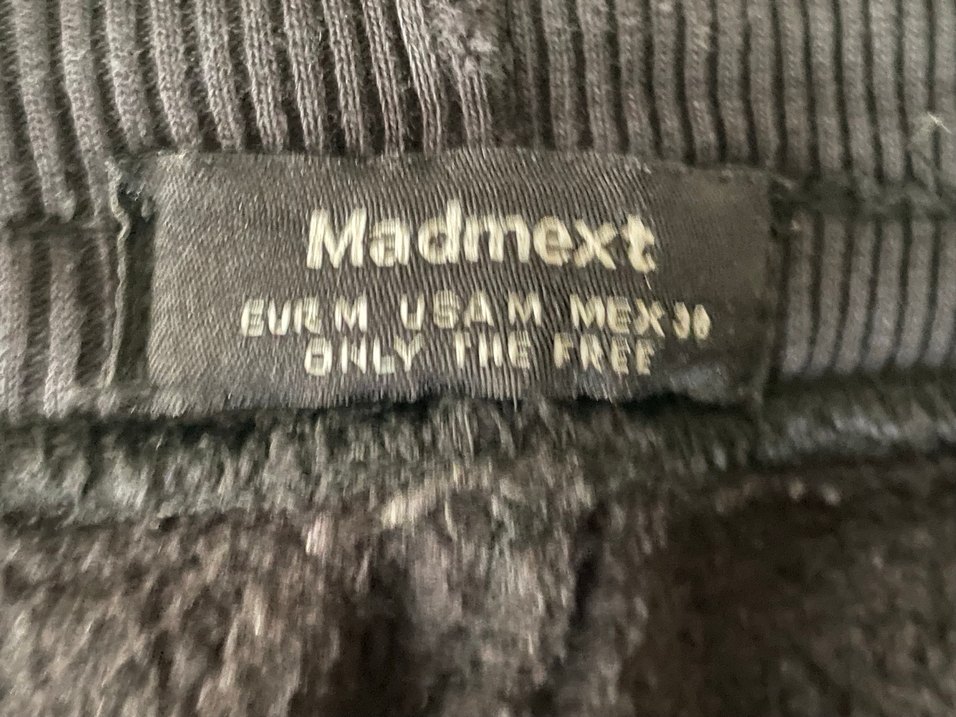 Madmext
EUR M USA M MEX 30
ONLY THE FREE